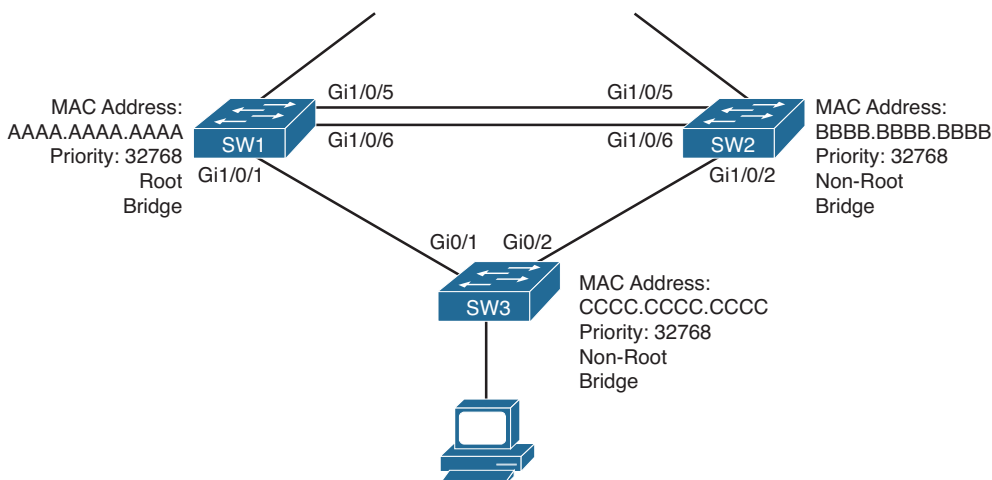 Gi1/0/5
Gi1/0/5
MAC Address:
AAAA.AAAA.AAAA
Priority: 32768
Root
Bridge
SW1
Gi1/0/6
Gi1/0/6
SW2
MAC Address:
BBBB.BBBB.BBBB
Priority: 32768
Non-Root
Bridge
Gi1/0/1
Gi1/0/2
Gi0/1
Gi0/2
SW3
MAC Address:
CCCC.CCCC.CCCC
Priority: 32768
Non-Root
Bridge